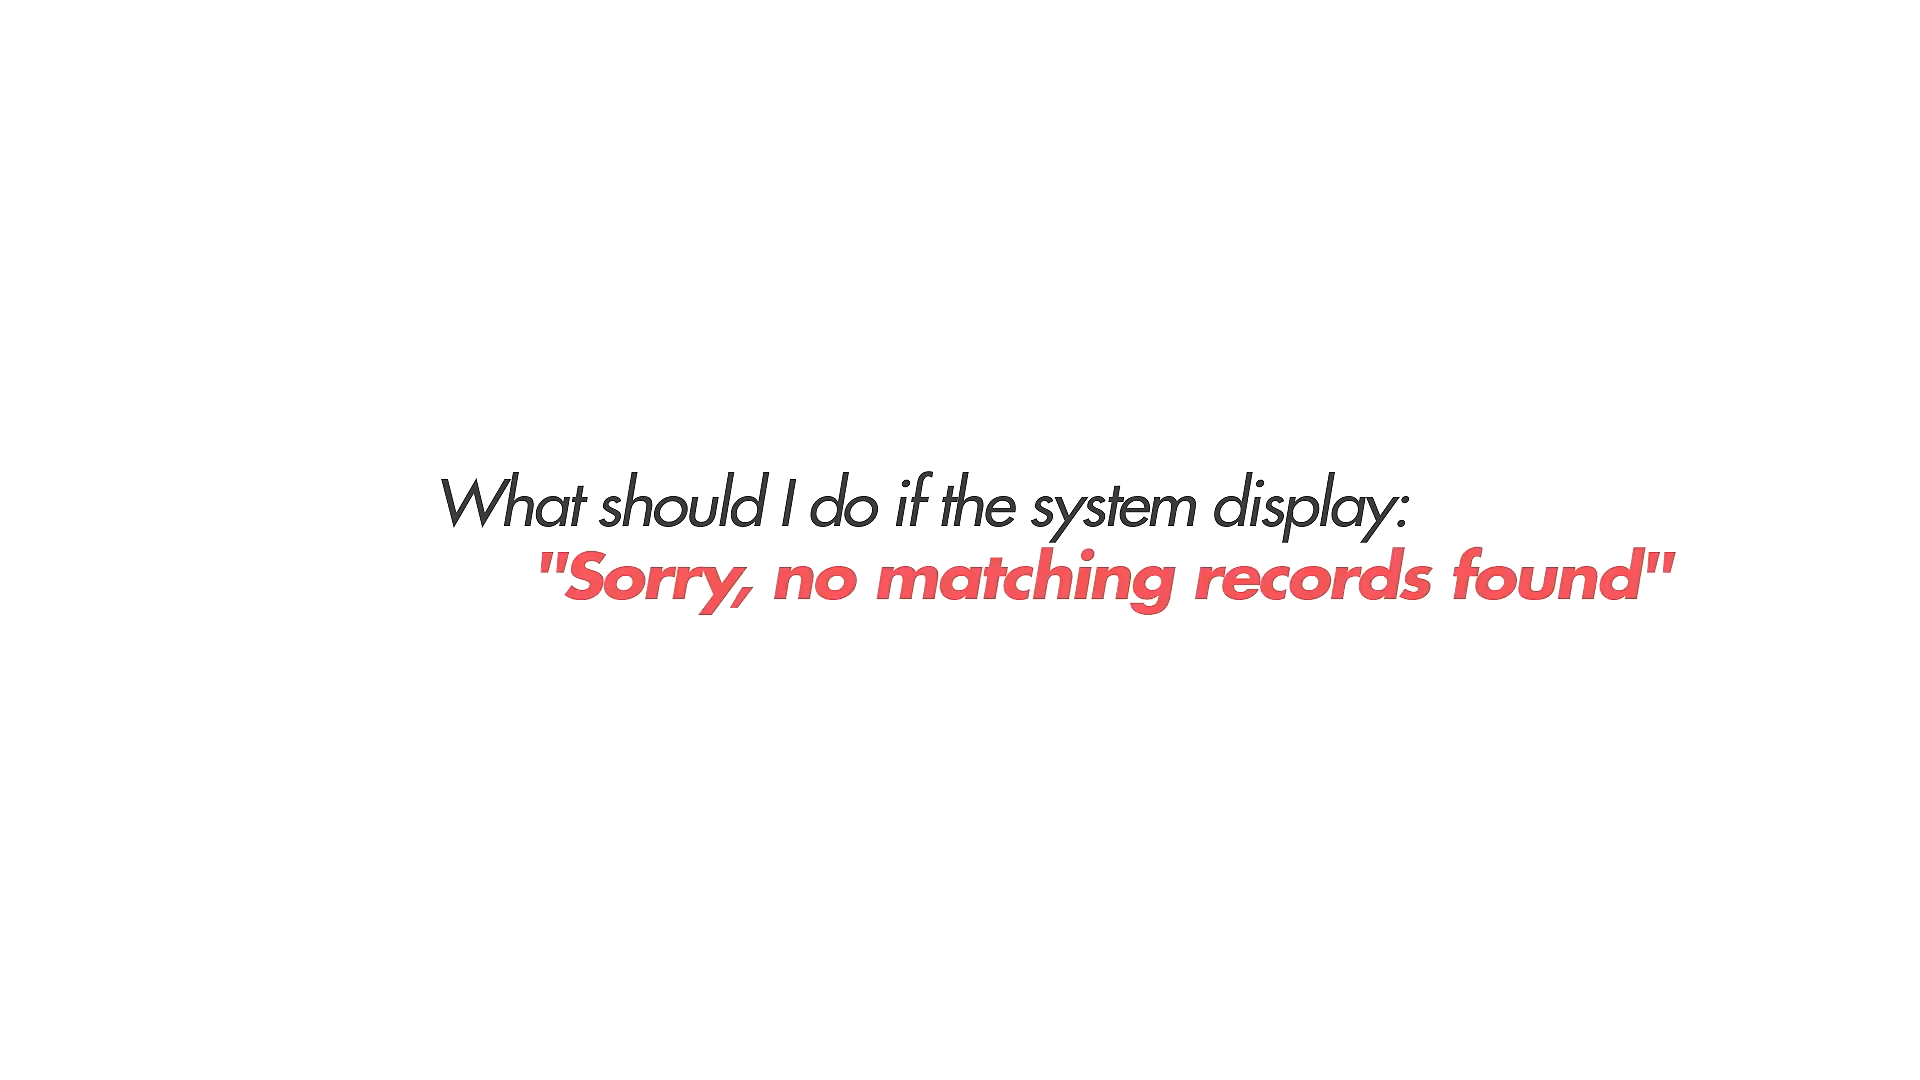 What should I do if the system display:
"Sorry, no matching records found"